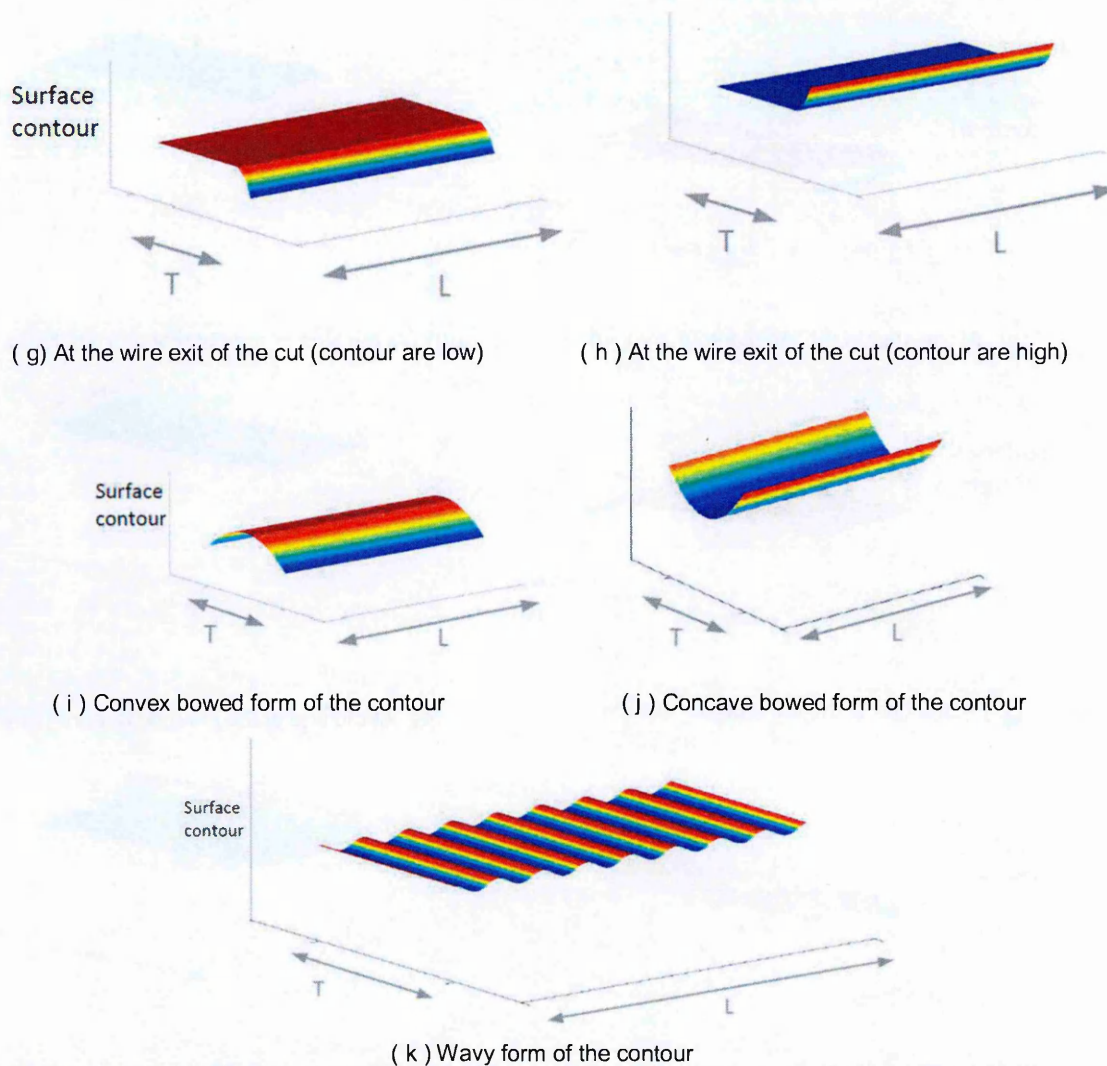 Surface
contour
T
L
T
L
( g) At the wire exit of the cut (contour are low)
( h ) At the wire exit of the cut (contour are high)
Surface
contour
T
L
T
L
( i ) Convex bowed form of the contour
( j ) Concave bowed form of the contour
Surface
contour
T
L
( k ) Wavy form of the contour